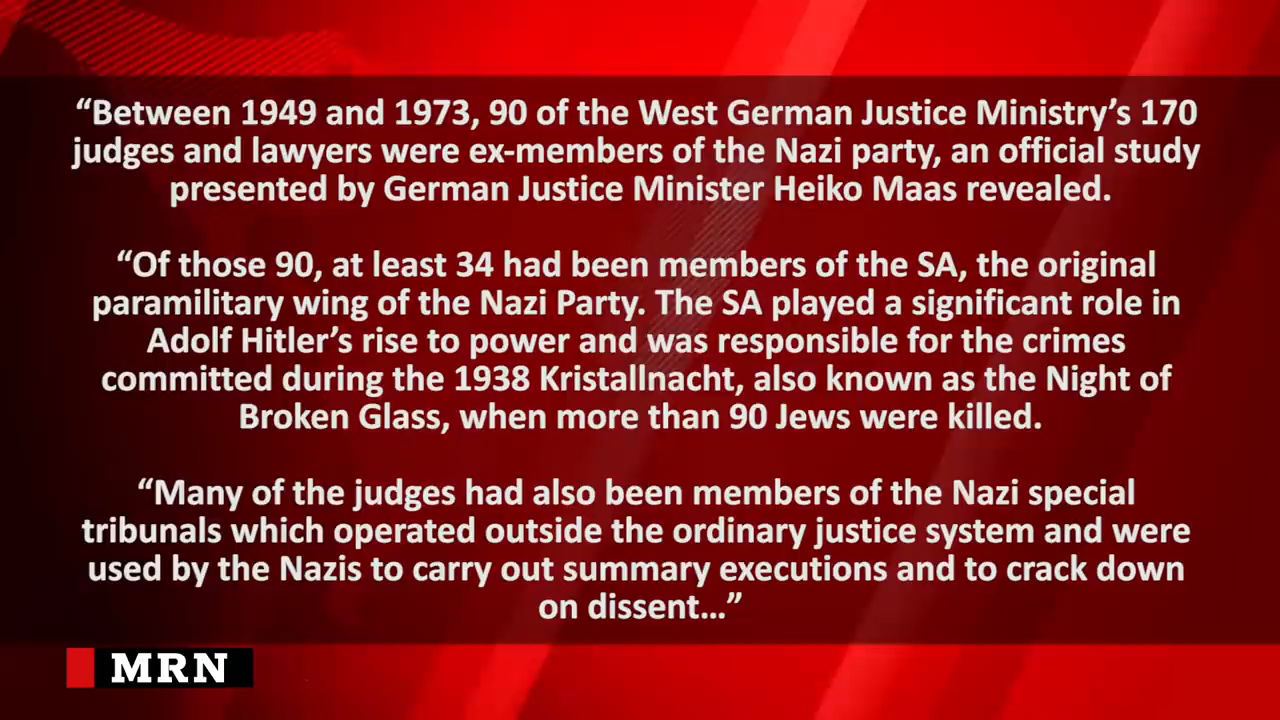 “Between 1949 and 1973, 90 of the West German Justice Ministry’s 170
judges and lawyers were ex-members of the Nazi party, an official study
presented by German Justice Minister Heiko Maas revealed.
“Of those 90, at least 34 had been members of the SA, the original
paramilitary wing of the Nazi Party. The SA played a significant role in
Adolf Hitler’s rise to power and was responsible for the crimes
committed during the 1938 Kristallnacht, also known as the Night of
Broken Glass, when more than 90 Jews were killed.
“Many of the judges had also been members of the Nazi special
tribunals which operated outside the ordinary justice system and were
used by the Nazis to carry out summary executions and to crack down
on dissent…”
MRN